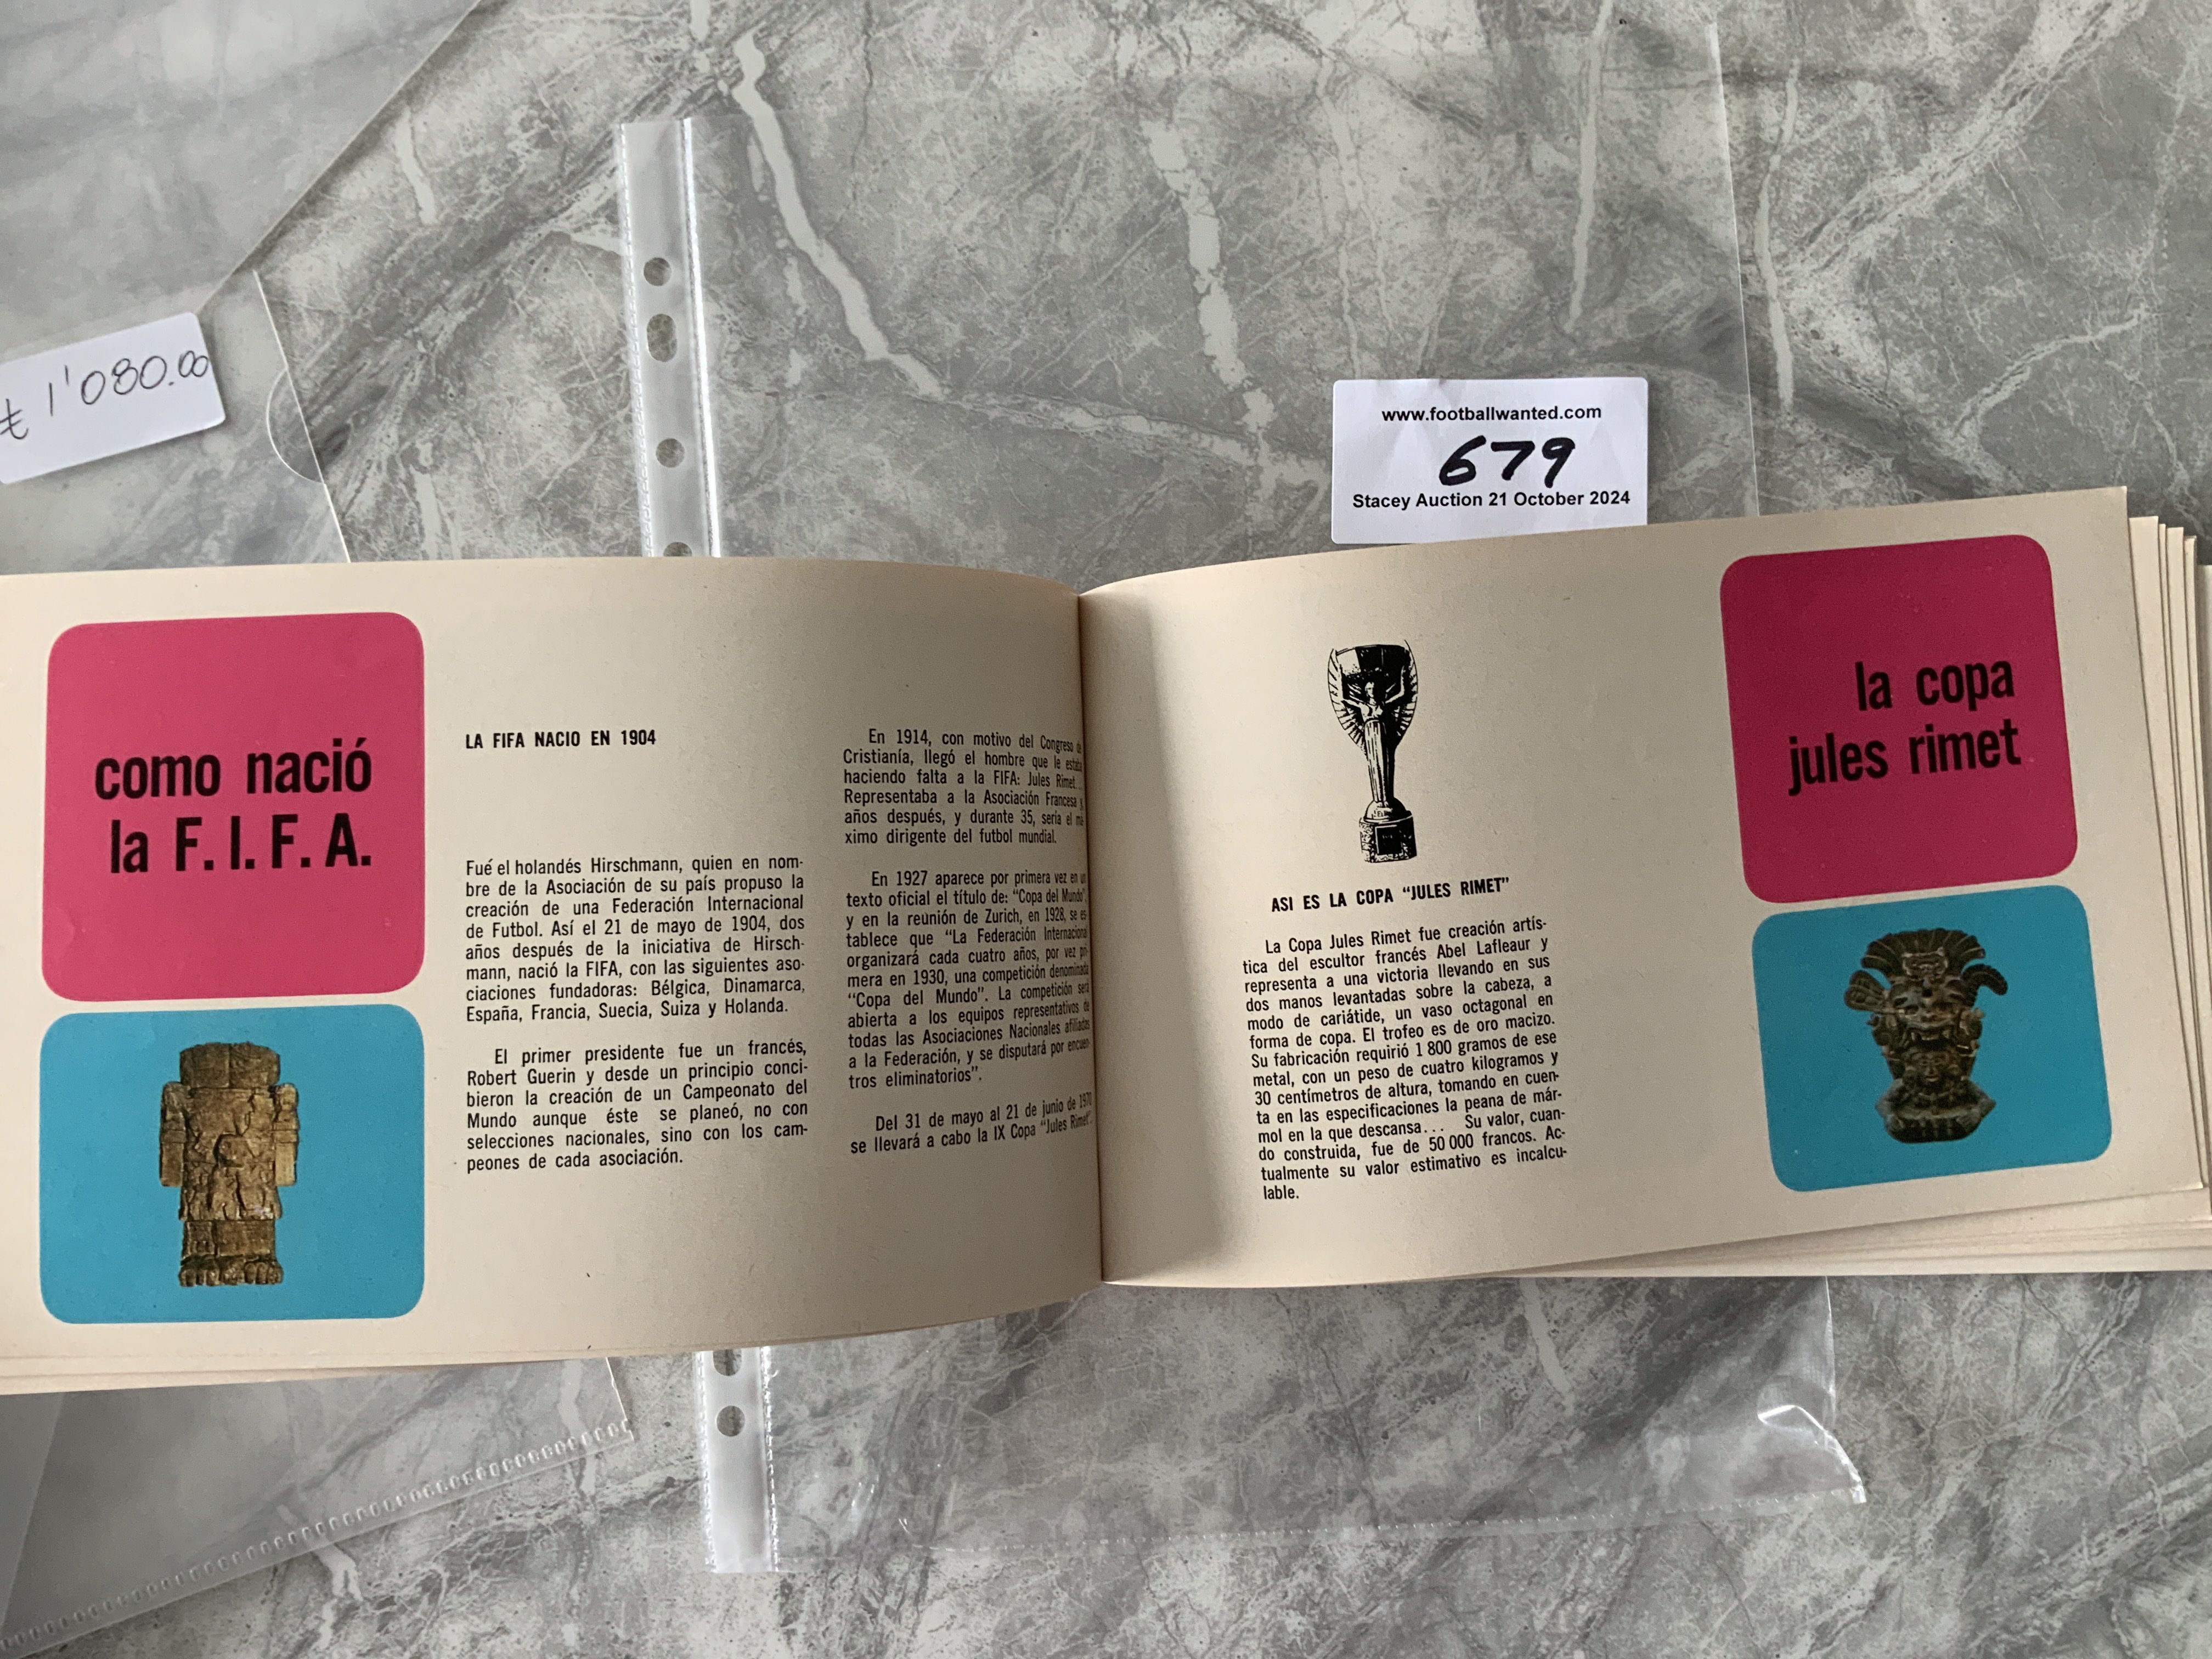 ₤ 1'080.00
www.footballwanted.com
679
Stacey Auction 21 October 2024
como nació
la F. I. F. A.
LA FIFA NACIO EN 1904
Fué el holandés Hirschmann, quien en nom-
bre de la Asociación de su país propuso la
creación de una Federación Internacional
de Futbol. Así el 21 de mayo de 1904, dos
años después de la iniciativa de Hirsch-
mann, nació la FIFA, con las siguientes aso-
ciaciones fundadoras: Bélgica, Dinamarca,
España, Francia, Suecia, Suiza y Holanda.
El primer presidente fue un francés,
Robert Guerin y desde un principio conci-
bieron la creación de un Campeonato del
Mundo aunque éste se planeó, no con
selecciones nacionales, sino con los cam-
peones de cada asociación.
En 1914, con motivo del Congreso de
Cristianía, llegó el hombre que le estaba
haciendo falta a la FIFA: Jules Rimet...
Representaba a la Asociación Francesa y
años después, y durante 35, sería el má-
ximo dirigente del futbol mundial.
En 1927 aparece por primera vez en un
texto oficial el título de: "Copa del Mundo",
y en la reunión de Zurich, en 1928, se es-
tablece que "La Federación Internacional
organizará cada cuatro años, por vez pri-
mera en 1930, una competición denominada
"Copa del Mundo". La competición será
abierta a los equipos representativos de
todas las Asociaciones Nacionales afiliadas
a la Federación, y se disputará por encuen-
tros eliminatorios".
Del 31 de mayo al 21 de junio de 1970
se llevará a cabo la IX Copa "Jules Rimet".
ASI ES LA COPA "JULES RIMET"
La Copa Jules Rimet fue creación artís-
tica del escultor francés Abel Lafleaur y
representa a una victoria llevando en sus
dos manos levantadas sobre la cabeza, a
modo de cariátide, un vaso octagonal en
forma de copa. El trofeo es de oro macizo.
Su fabricación requirió 1 800 gramos de ese
metal, con un peso de cuatro kilogramos y
30 centímetros de altura, tomando en cuen-
ta en las especificaciones la peana de már-
mol en la que descansa... Su valor, cuan-
do construida, fue de 50 000 francos. Ac-
tualmente su valor estimativo es incalcu-
lable.
la copa
jules rimet